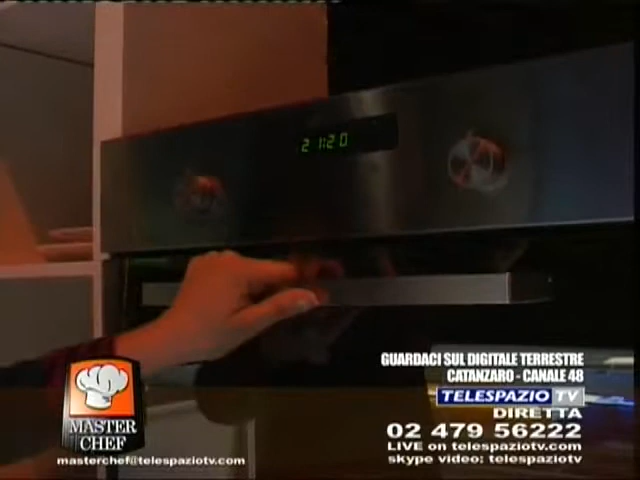 21:20
GUARDACI SUL DIGITALE TERRESTRE
CATANZARO - CANALE 48
TELESPAZIO TV
DIRETTA
02 479 56222
LIVE on telespaziotv.com
skype video: telespaziotv
MASTER
CHEF
masterchef@telespaziotv.com